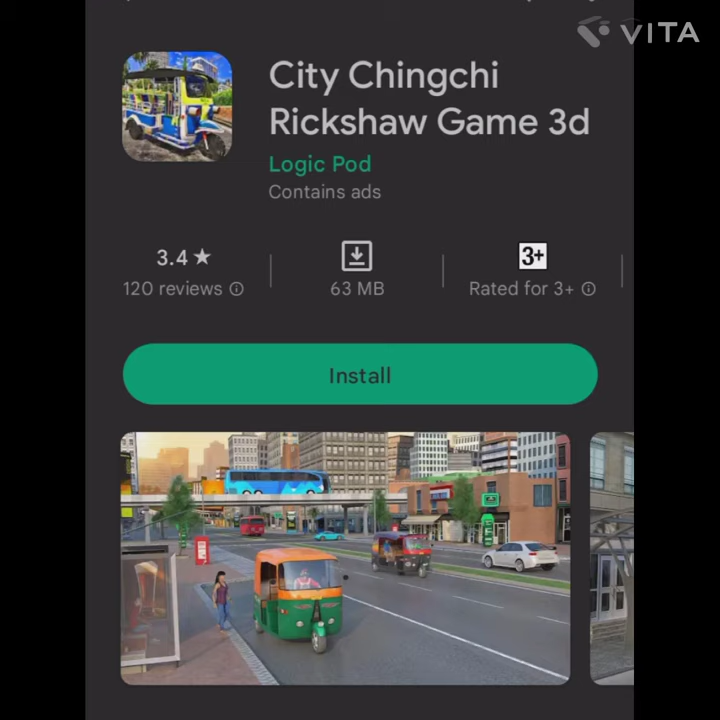 VITA
City Chingchi
Rickshaw Game 3d
Logic Pod
Contains ads
3.4 ★
120 reviews
63 MB
3+
Rated for 3+
Install